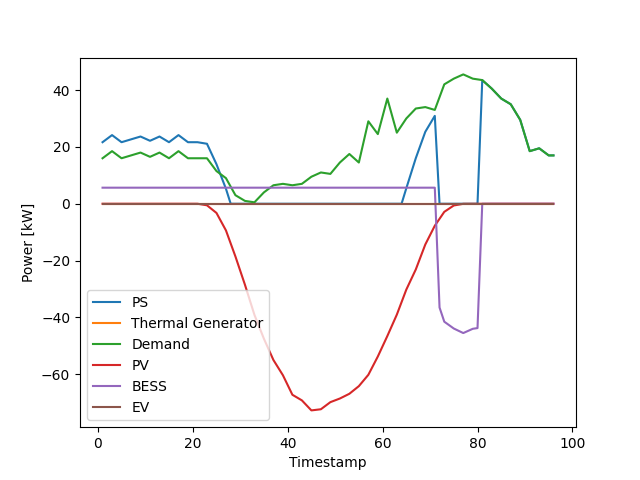 40
20
0
−20
−40
−60
Power [kW]
PS
Thermal Generator
Demand
PV
BESS
EV
0 20 40 60 80 100
Timestamp